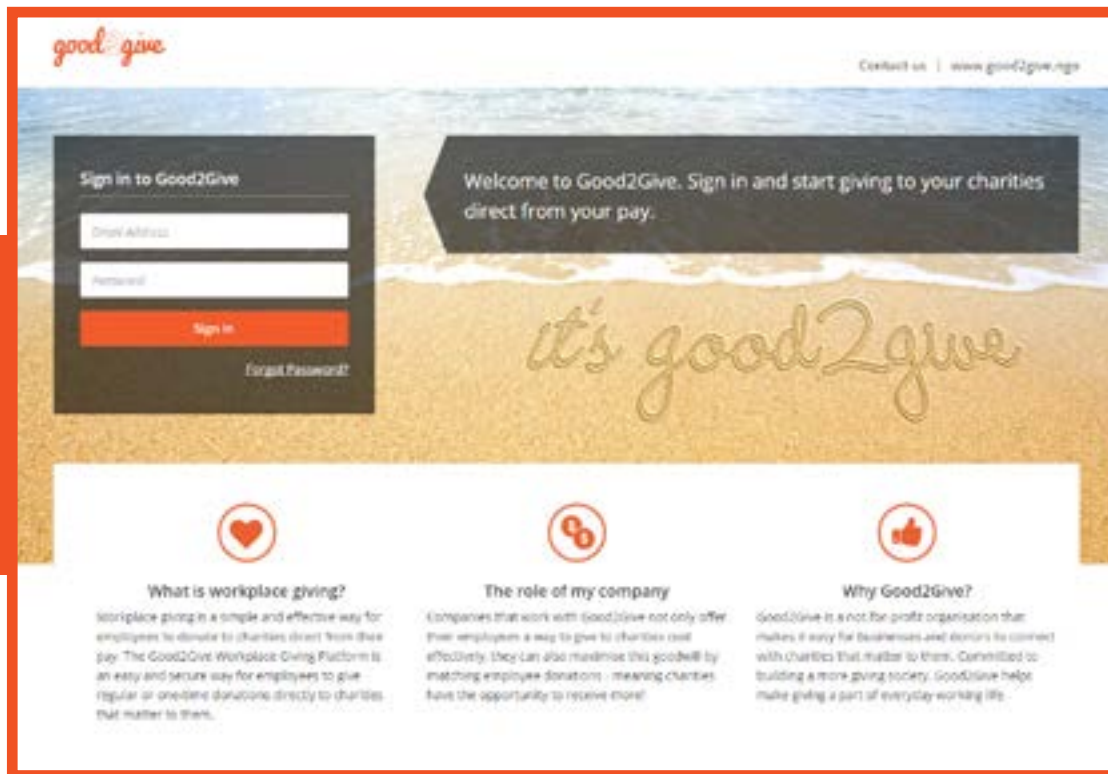 good2give
Contact us | www.good2give.ngo
Sign in to Good2Give
Email Address
Password
Sign in
Forgot Password?
Welcome to Good2Give. Sign in and start giving to your charities
direct from your pay.
it's good2give
What is workplace giving?
Workplace giving is a simple and effective way for
employees to donate to charities direct from their
pay. The Good2Give Workplace Giving Platform is
an easy and secure way for employees to give
regular or one-time donations directly to charities
that matter to them.
The role of my company
Companies that work with Good2Give not only offer
their employees a way to give to charities cost
effectively, they can also maximise this goodwill by
matching employee donations - meaning charities
have the opportunity to receive more!
Why Good2Give?
Good2Give is a not for profit organisation that
makes it easy for businesses and donors to connect
with charities that matter to them. Committed to
building a more giving society, Good2Give helps
make giving a part of everyday working life.